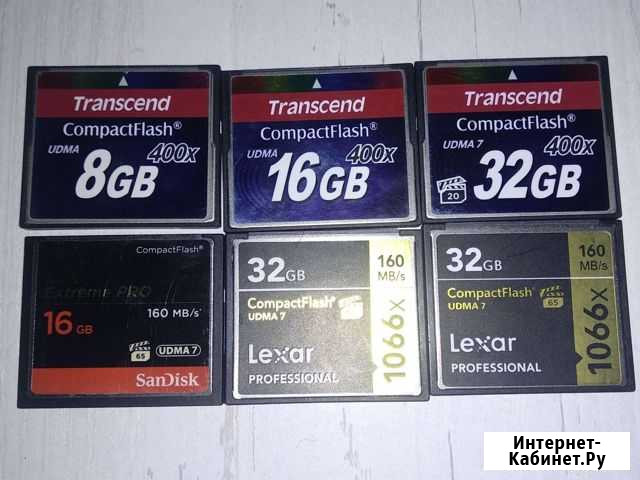 Transcend
CompactFlash®
UDMA 400x
8GB
Transcend
CompactFlash®
UDMA 400x
16GB
Transcend
CompactFlash®
UDMA 7 400x
20 32GB
CompactFlash®
Extreme PRO
16 GB 160 MB/s
65 UDMA 7
SanDisk
32GB
160 MB/s
CompactFlash®
UDMA 7
Lexar
PROFESSIONAL
1066x
32GB
160 MB/s
CompactFlash®
65
UDMA 7
Lexar
PROFESSIONAL
1066x
Интернет-
Кабинет.Ру